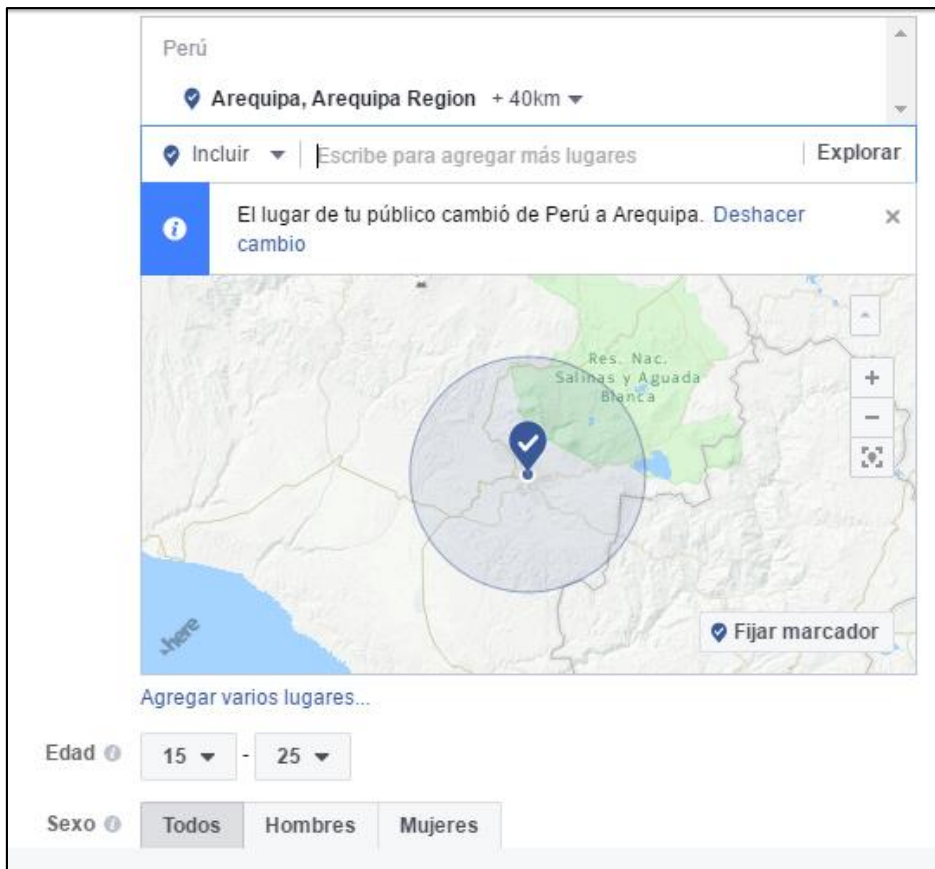 Perú
Arequipa, Arequipa Region + 40km
Incluir Escribe para agregar más lugares Explorar
El lugar de tu público cambió de Perú a Arequipa. Deshacer
cambio
Res. Nac.
Salinas y Aguada
Blanca
here
Fijar marcador
Agregar varios lugares...
Edad 15 - 25
Sexo Todos Hombres Mujeres